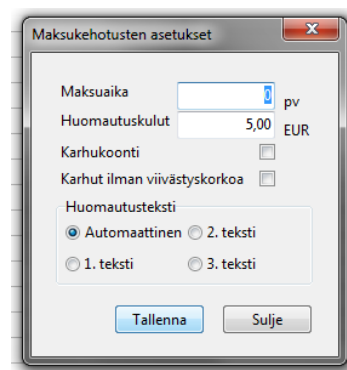 Maksukehotusten asetukset
Maksuaika 0 pv
Huomautuskulut 5,00 EUR
Karhukoonti
Karhut ilman viivästyskorkoa
Huomautusteksti
Automaattinen 2. teksti
1. teksti 3. teksti
Tallenna Sulje